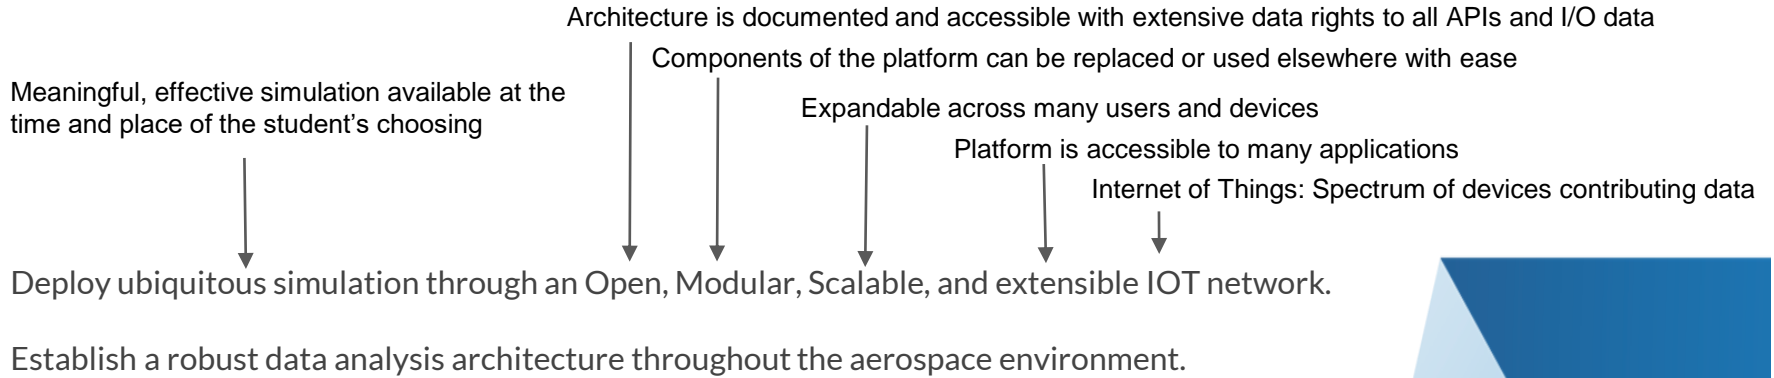 Architecture is documented and accessible with extensive data rights to all APIs and I/O data
Components of the platform can be replaced or used elsewhere with ease
Meaningful, effective simulation available at the
time and place of the student’s choosing
Expandable across many users and devices
Platform is accessible to many applications
Internet of Things: Spectrum of devices contributing data
Deploy ubiquitous simulation through an Open, Modular, Scalable, and extensible IOT network.
Establish a robust data analysis architecture throughout the aerospace environment.